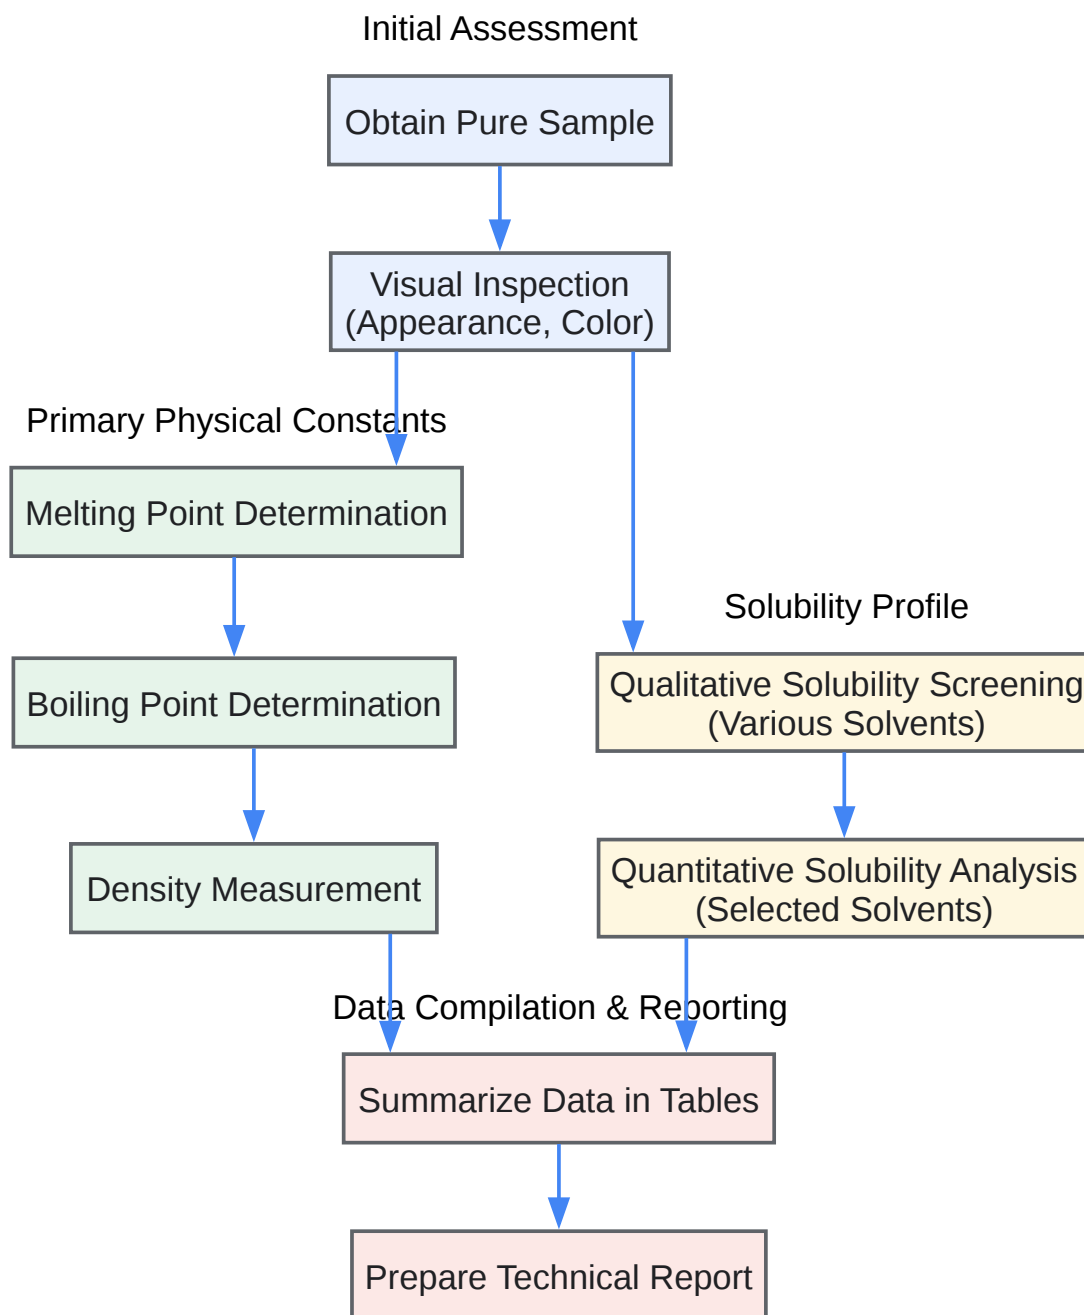 Initial Assessment
Obtain Pure Sample
Visual Inspection
(Appearance, Color)
Primary Physical Constants
Melting Point Determination
Boiling Point Determination
Density Measurement
Solubility Profile
Qualitative Solubility Screening
(Various Solvents)
Quantitative Solubility Analysis
(Selected Solvents)
Data Compilation & Reporting
Summarize Data in Tables
Prepare Technical Report